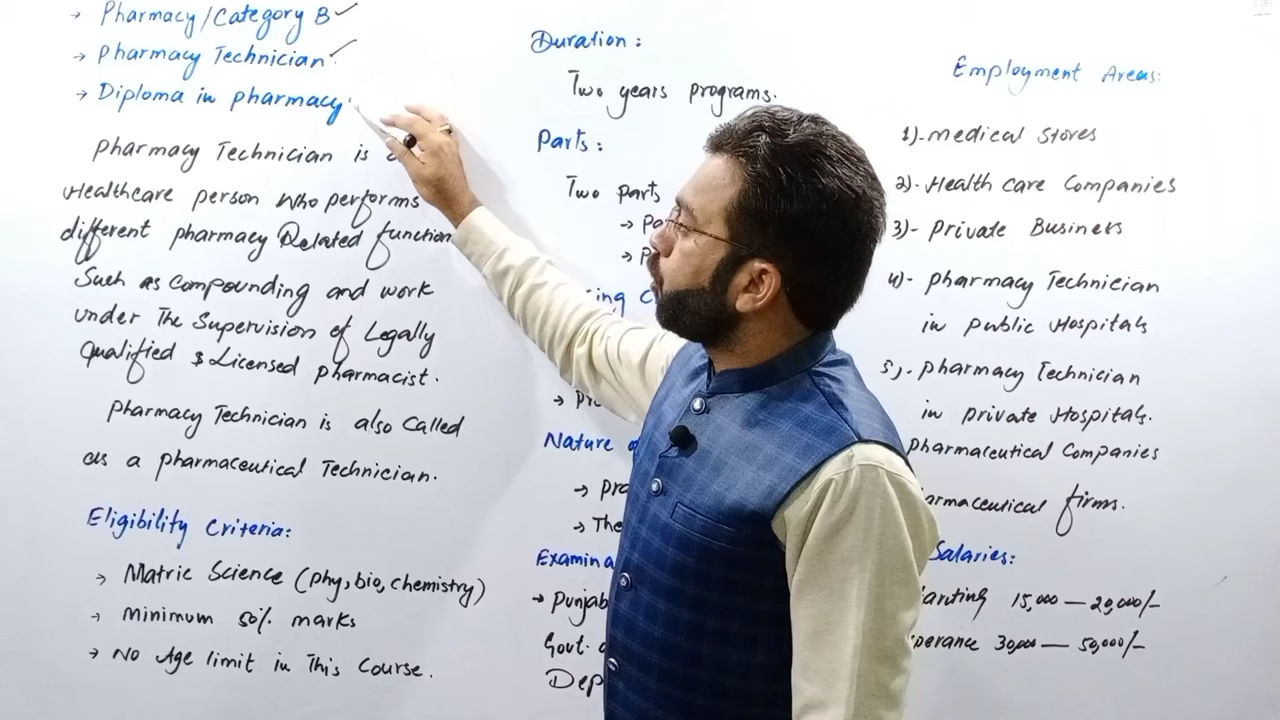 → Pharmacy/Category B ✓
→ Pharmacy Technician ✓
→ Diploma in pharmacy.
Pharmacy Technician is
Healthcare person who performs
different pharmacy Related function
Such as compounding and work
under The Supervision of Legally
Qualified & Licensed pharmacist.
Pharmacy Technician is also Called
as a pharmaceutical Technician.
Eligibility Criteria:
→ Matric Science (phy, bio, chemistry)
→ Minimum 50% marks
→ No Age limit in This Course.
Duration:
Two years programs.
Parts:
Two parts
Nature
→ The
Examina
→ Punjab
Govt.
Dep
Employment Areas:
1)- medical stores
2)- Health care Companies
3)- Private Business
4)- pharmacy Technician
in public Hospitals
5)- pharmacy Technician
in private Hospitals.
Pharmaceutical Companies
armaceutical firms.
Salaries:
arting 15,000 — 20,000/-
perance 30,000 — 50,000/-